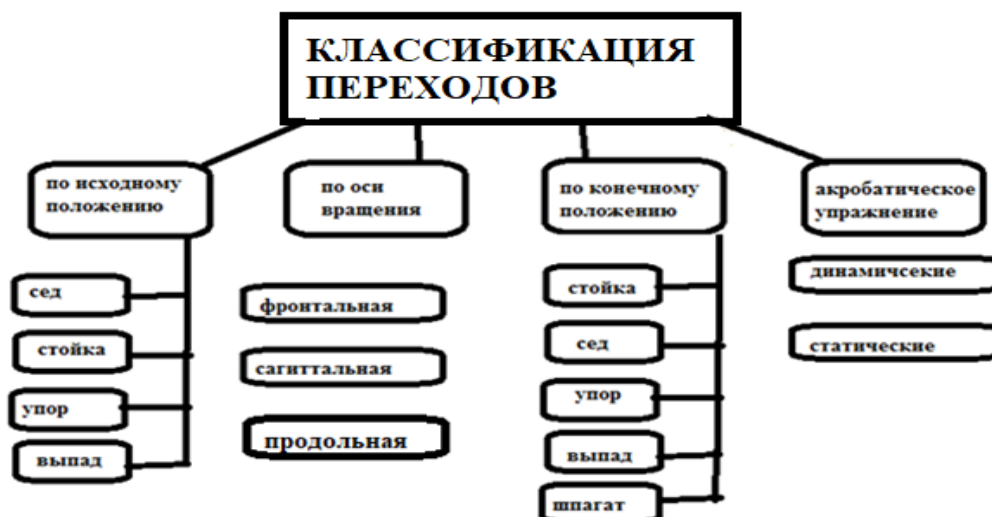 КЛАССИФИКАЦИЯ
ПЕРЕХОДОВ
по исходному
положению
сед
стойка
упор
выпад
по оси
вращения
фронтальная
сагиттальная
продольная
по конечному
положению
стойка
сед
упор
выпад
шпагат
акробатическое
упражнение
динамичсекие
статические